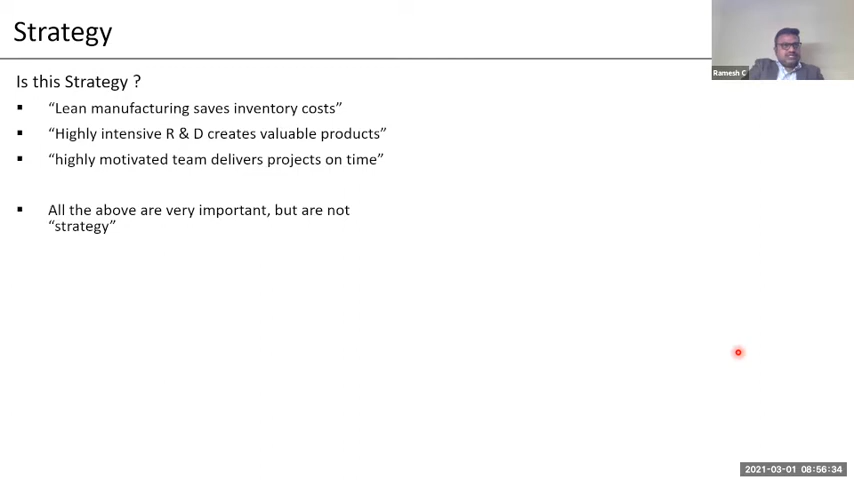 Strategy
Ramesh C
Is this Strategy ?
▪ “Lean manufacturing saves inventory costs”
▪ “Highly intensive R & D creates valuable products”
▪ “highly motivated team delivers projects on time”
▪ All the above are very important, but are not
“strategy”
2021-03-01 08:56:34